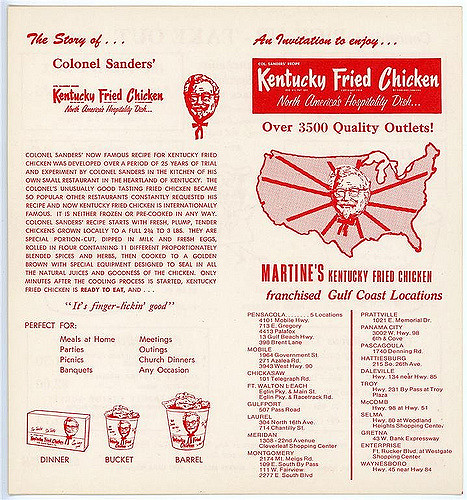 The Story of . . .
Colonel Sanders'
COL. SANDERS' RECIPE
Kentucky Fried Chicken
North America's Hospitality Dish...
COLONEL SANDERS' NOW FAMOUS RECIPE FOR KENTUCKY FRIED
CHICKEN WAS DEVELOPED OVER A PERIOD OF 25 YEARS OF TRIAL
AND EXPERIMENT BY COLONEL SANDERS IN THE KITCHEN OF HIS
OWN SMALL RESTAURANT IN THE HEARTLAND OF KENTUCKY. THE
COLONEL'S UNUSUALLY GOOD TASTING FRIED CHICKEN BECAME
SO POPULAR OTHER RESTAURANTS CONSTANTLY REQUESTED HIS
RECIPE AND NOW KENTUCKY FRIED CHICKEN IS INTERNATIONALLY
FAMOUS. IT IS NEITHER FROZEN OR PRE-COOKED IN ANY WAY.
COLONEL SANDERS' RECIPE STARTS WITH FRESH, PLUMP, TENDER
CHICKENS GROWN LOCALLY TO A FULL 2¾ TO 3 LBS. THEY ARE
SPECIAL PORTION-CUT, DIPPED IN MILK AND FRESH EGGS,
ROLLED IN FLOUR CONTAINING 11 DIFFERENT PROPORTIONATELY
BLENDED SPICES AND HERBS, THEN COOKED TO A GOLDEN
BROWN WITH SPECIAL EQUIPMENT DESIGNED TO SEAL IN ALL
THE NATURAL JUICES AND GOODNESS OF THE CHICKEN. ONLY
MINUTES AFTER THE COOLING PROCESS IS STARTED, KENTUCKY
FRIED CHICKEN IS READY TO EAT, AND . . .
"It's finger-lickin' good"
PERFECT FOR:
Meals at Home Meetings
Parties Outings
Picnics Church Dinners
Banquets Any Occasion
DINNER BUCKET BARREL
An Invitation to enjoy...
COL. SANDERS' RECIPE
Kentucky Fried Chicken
North America's Hospitality Dish...
Over 3500 Quality Outlets!
MARTINE'S KENTUCKY FRIED CHICKEN
franchised Gulf Coast Locations
PENSACOLA........5-Locations
4101 Mobile Hwy.
713 E. Gregory
4413 Palafox
13 Gulf Beach Hwy.
398 Brent Lane
MOBILE
1964 Government St.
271 Azalea Rd.
3943 West Hwy. 90
CHICKASAW
101 Telegraph Rd.
FT. WALTON BEACH
Eglin Pky. & Main St.
Eglin Pky. & Racetrack Rd.
GULFPORT
507 Pass Road
LAUREL
304 North 16th Ave.
714 Chantilly St.
MERIDAN
1308 - 22nd Avenue
Cloverleaf Shopping Center
MONTGOMERY
2174 Mt. Meigs Rd.
109 E. South By Pass
111 W. Fairview
2277 E. South Blvd
PRATTVILLE
1021 E. Memorial Dr.
PANAMA CITY
3002 W. Hwy. 98
6th & Cove
PASCAGOULA
1740 Denning Rd.
HATTIESBURG
215 So. 26th Ave.
DALEVILLE
Hwy. 134 near hwy. 85
TROY
Hwy. 231 By Pass at Troy
Plaza
McCOMB
Hwy. 98 at Hwy. 51
SELMA
Hwy. 80 at Woodland
Heights Shopping Center.
GRETNA
43 W. Bank Expressway
ENTERPRISE
Ft. Rucker Blvd. at Westgate
Shopping Center
WAYNESBORO
Hwy. 45 near Hwy 84